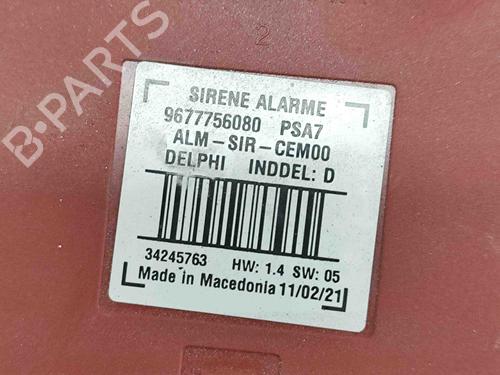 B-PARTS
2
SIRENE ALARME
9677756080 PSA7
ALM-SIR-CEM00
DELPHI INDDEL: D
34245763 HW: 1.4 SW: 05
Made in Macedonia 11/02/21